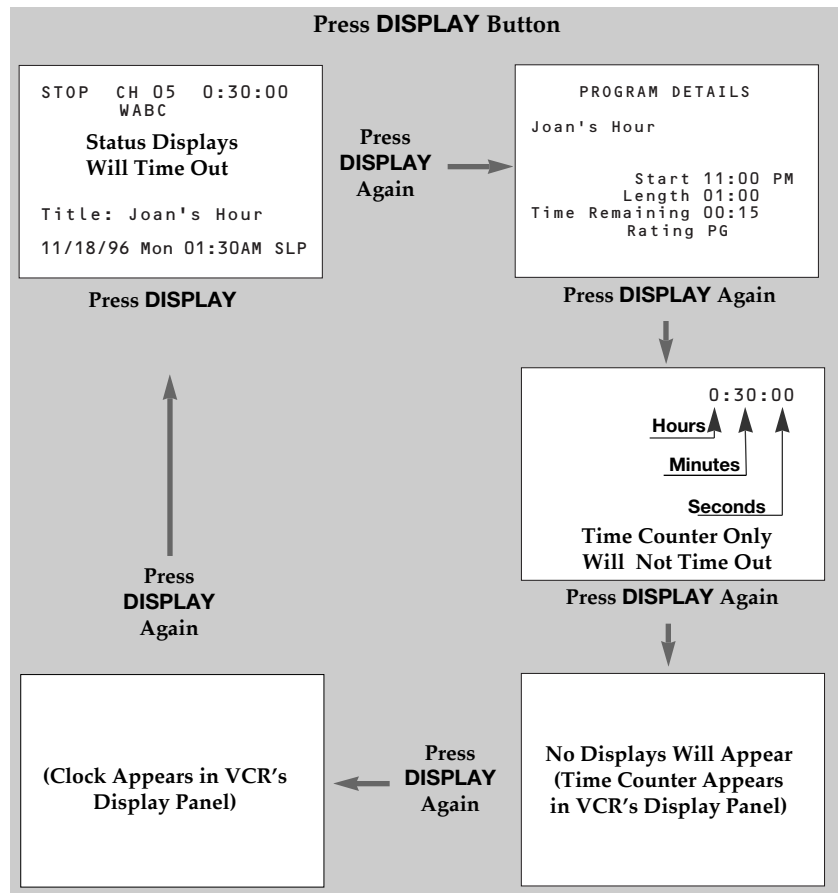 Press DISPLAY Button
STOP CH 05 0:30:00
WABC
Status Displays
Will Time Out
Title: Joan's Hour
11/18/96 Mon 01:30AM SLP
Press DISPLAY
Press
DISPLAY
Again
PROGRAM DETAILS
Joan's Hour
Start 11:00 PM
Length 01:00
Time Remaining 00:15
Rating PG
Press DISPLAY Again
0:30:00
Hours
Minutes
Seconds
Time Counter Only
Will Not Time Out
Press DISPLAY Again
No Displays Will Appear
(Time Counter Appears
in VCR's Display Panel)
Press
DISPLAY
Again
(Clock Appears in VCR's
Display Panel)
Press
DISPLAY
Again